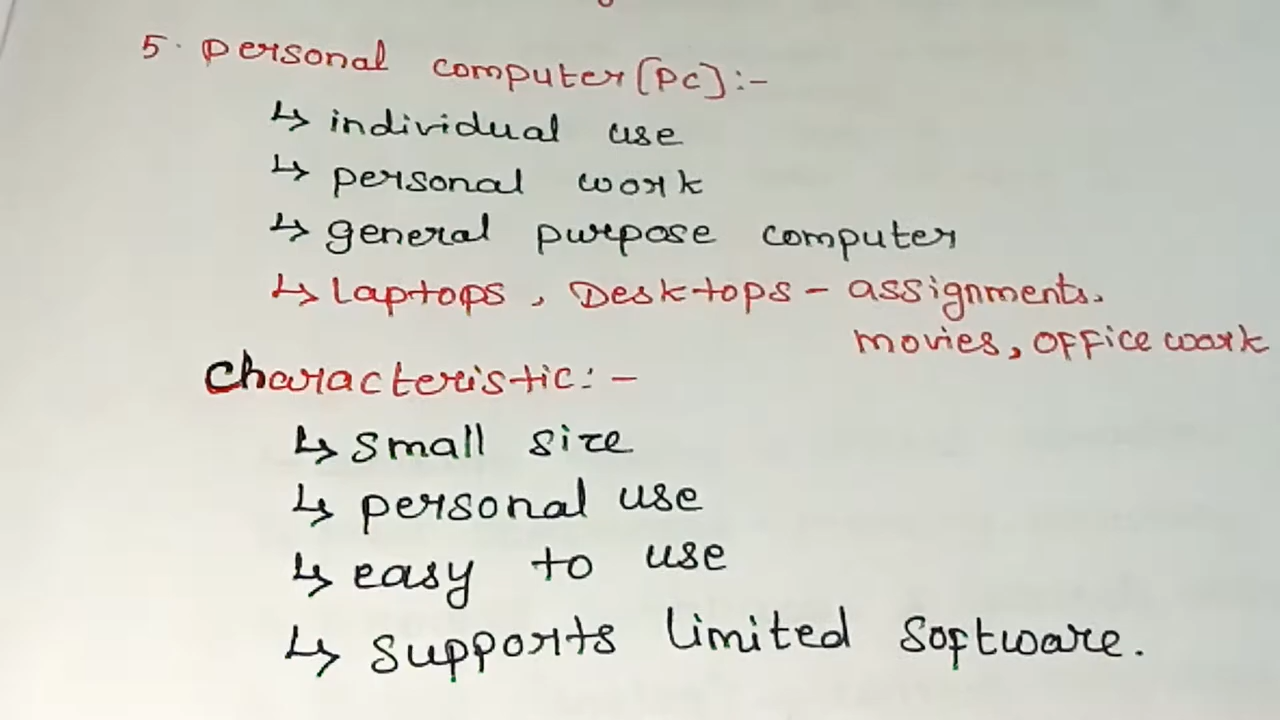 5. Personal computer [PC]:-
↳ individual use
↳ personal work
↳ general purpose computer
↳ Laptops, Desktops - assignments.
movies, office work
Characteristic:-
↳ small size
↳ personal use
↳ easy to use
↳ supports limited software.